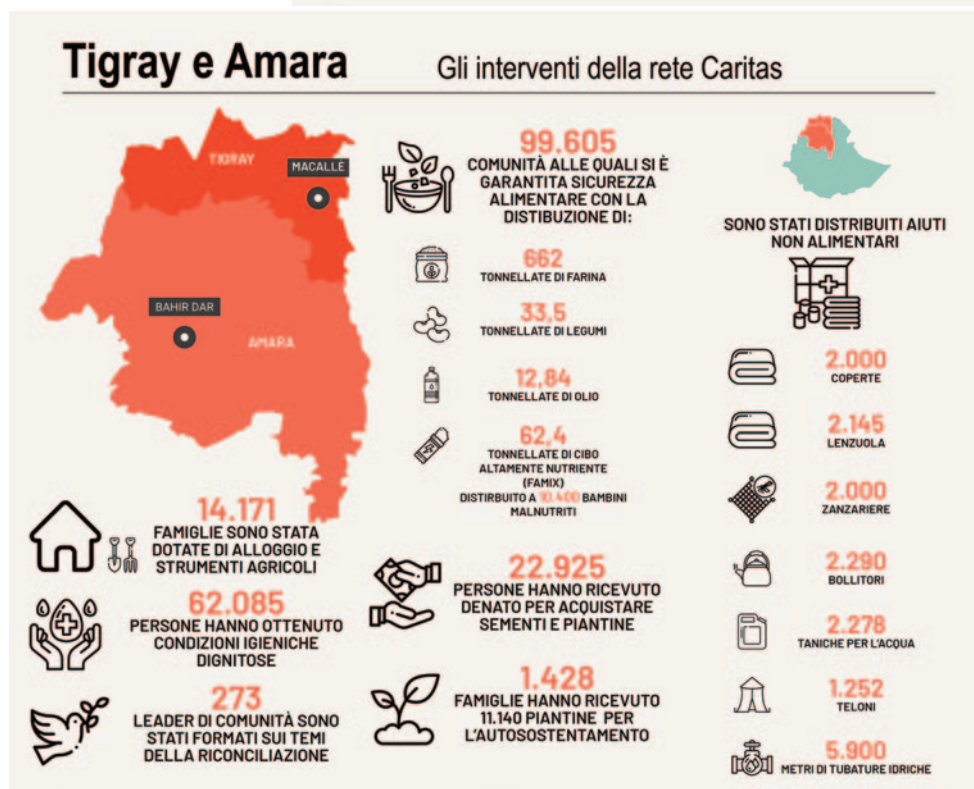 Tigray e Amara
Gli interventi della rete Caritas
TIGRAY
MACALLE
BAHIR DAR
AMARA
14.171
FAMIGLIE SONO STATA
DOTATE DI ALLOGGIO E
STRUMENTI AGRICOLI
62.085
PERSONE HANNO OTTENUTO
CONDIZIONI IGIENICHE
DIGNITOSE
273
LEADER DI COMUNITÀ SONO
STATI FORMATI SUI TEMI
DELLA RICONCILIAZIONE
99.605
COMUNITÀ ALLE QUALI SI È
GARANTITA SICUREZZA
ALIMENTARE CON LA
DISTIBUZIONE DI:
662
TONNELLATE DI FARINA
33,5
TONNELLATE DI LEGUMI
12,84
TONNELLATE DI OLIO
62,4
TONNELLATE DI CIBO
ALTAMENTE NUTRIENTE
(FAMIX)
DISTIRBUITO A 10.400 BAMBINI
MALNUTRITI
22.925
PERSONE HANNO RICEVUTO
DENATO PER ACQUISTARE
SEMENTI E PIANTINE
1.428
FAMIGLIE HANNO RICEVUTO
11.140 PIANTINE PER
L'AUTOSOSTENTAMENTO
SONO STATI DISTRIBUITI AIUTI
NON ALIMENTARI
2.000
COPERTE
2.145
LENZUOLA
2.000
ZANZARIERE
2.290
BOLLITORI
2.278
TANICHE PER L'ACQUA
1.252
TELONI
5.900
METRI DI TUBATURE IDRICHE